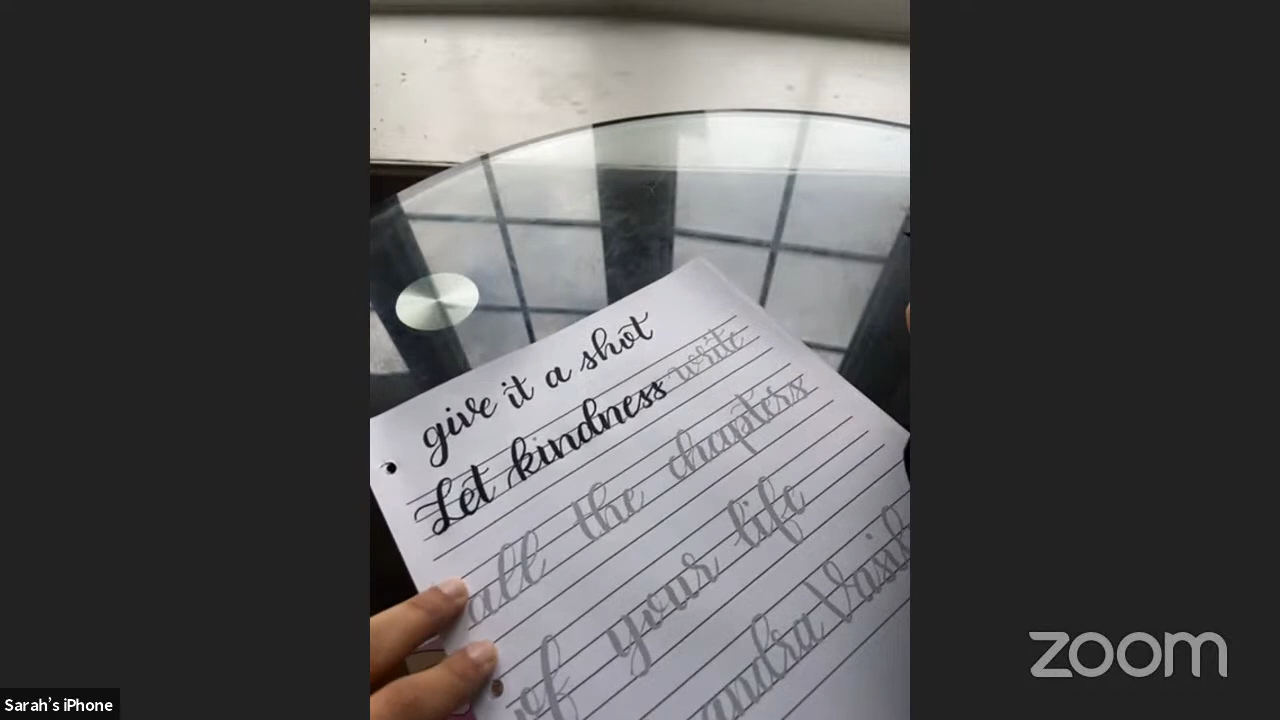 give it a shot
Let kindness write
all the chapters
of your life
Sarah's iPhone
zoom